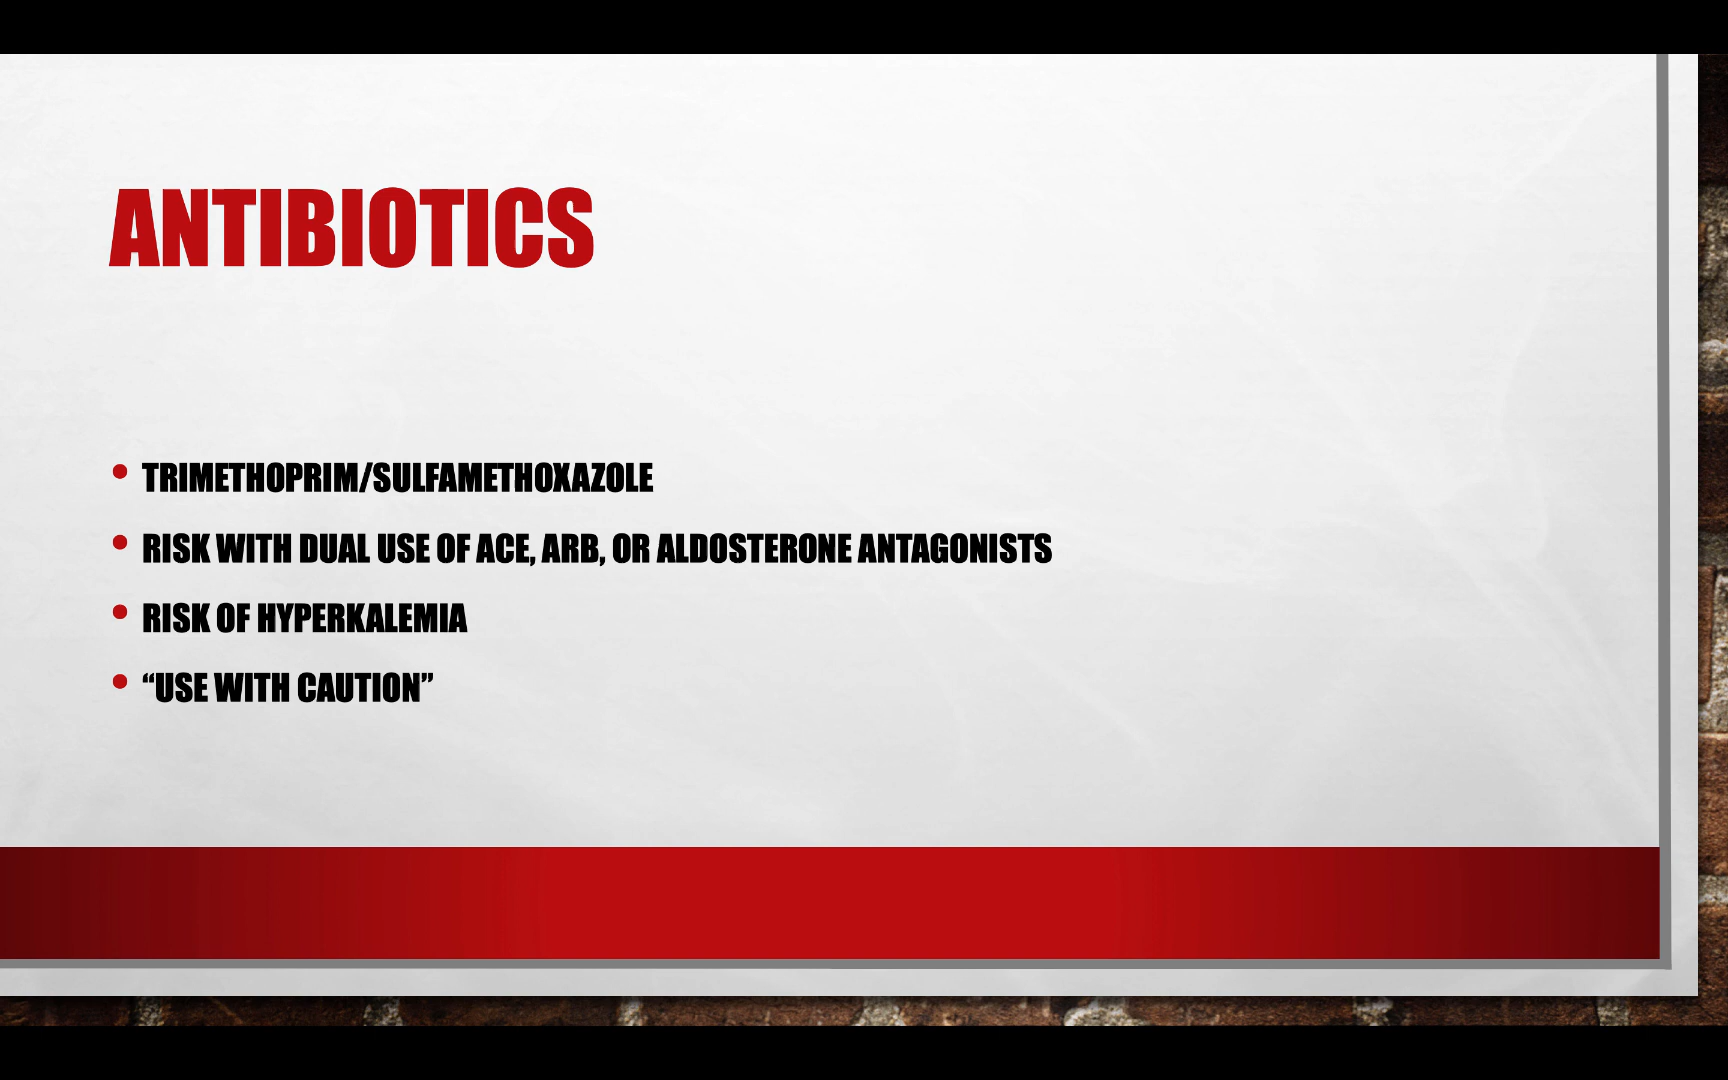 ANTIBIOTICS
• TRIMETHOPRIM/SULFAMETHOXAZOLE
• RISK WITH DUAL USE OF ACE, ARB, OR ALDOSTERONE ANTAGONISTS
• RISK OF HYPERKALEMIA
• “USE WITH CAUTION”